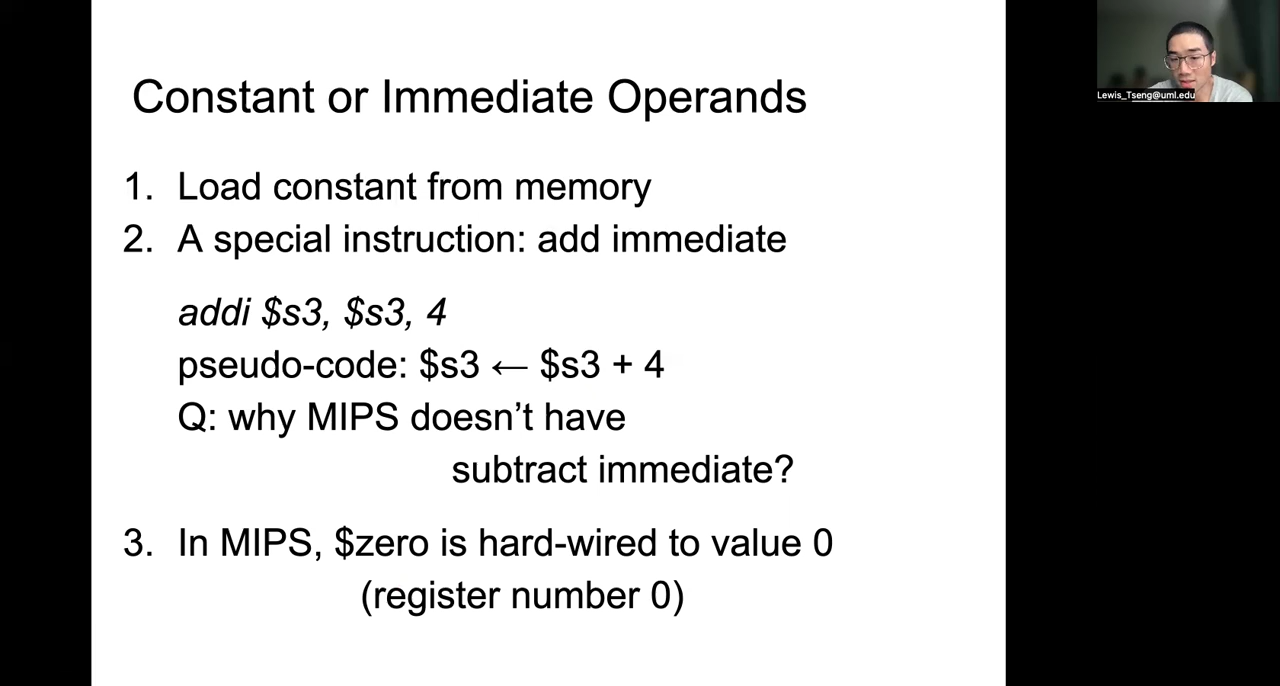 Constant or Immediate Operands
1. Load constant from memory
2. A special instruction: add immediate
addi $s3, $s3, 4
pseudo-code: $s3 ← $s3 + 4
Q: why MIPS doesn’t have
subtract immediate?
3. In MIPS, $zero is hard-wired to value 0
(register number 0)
Lewis_Tseng@uml.edu